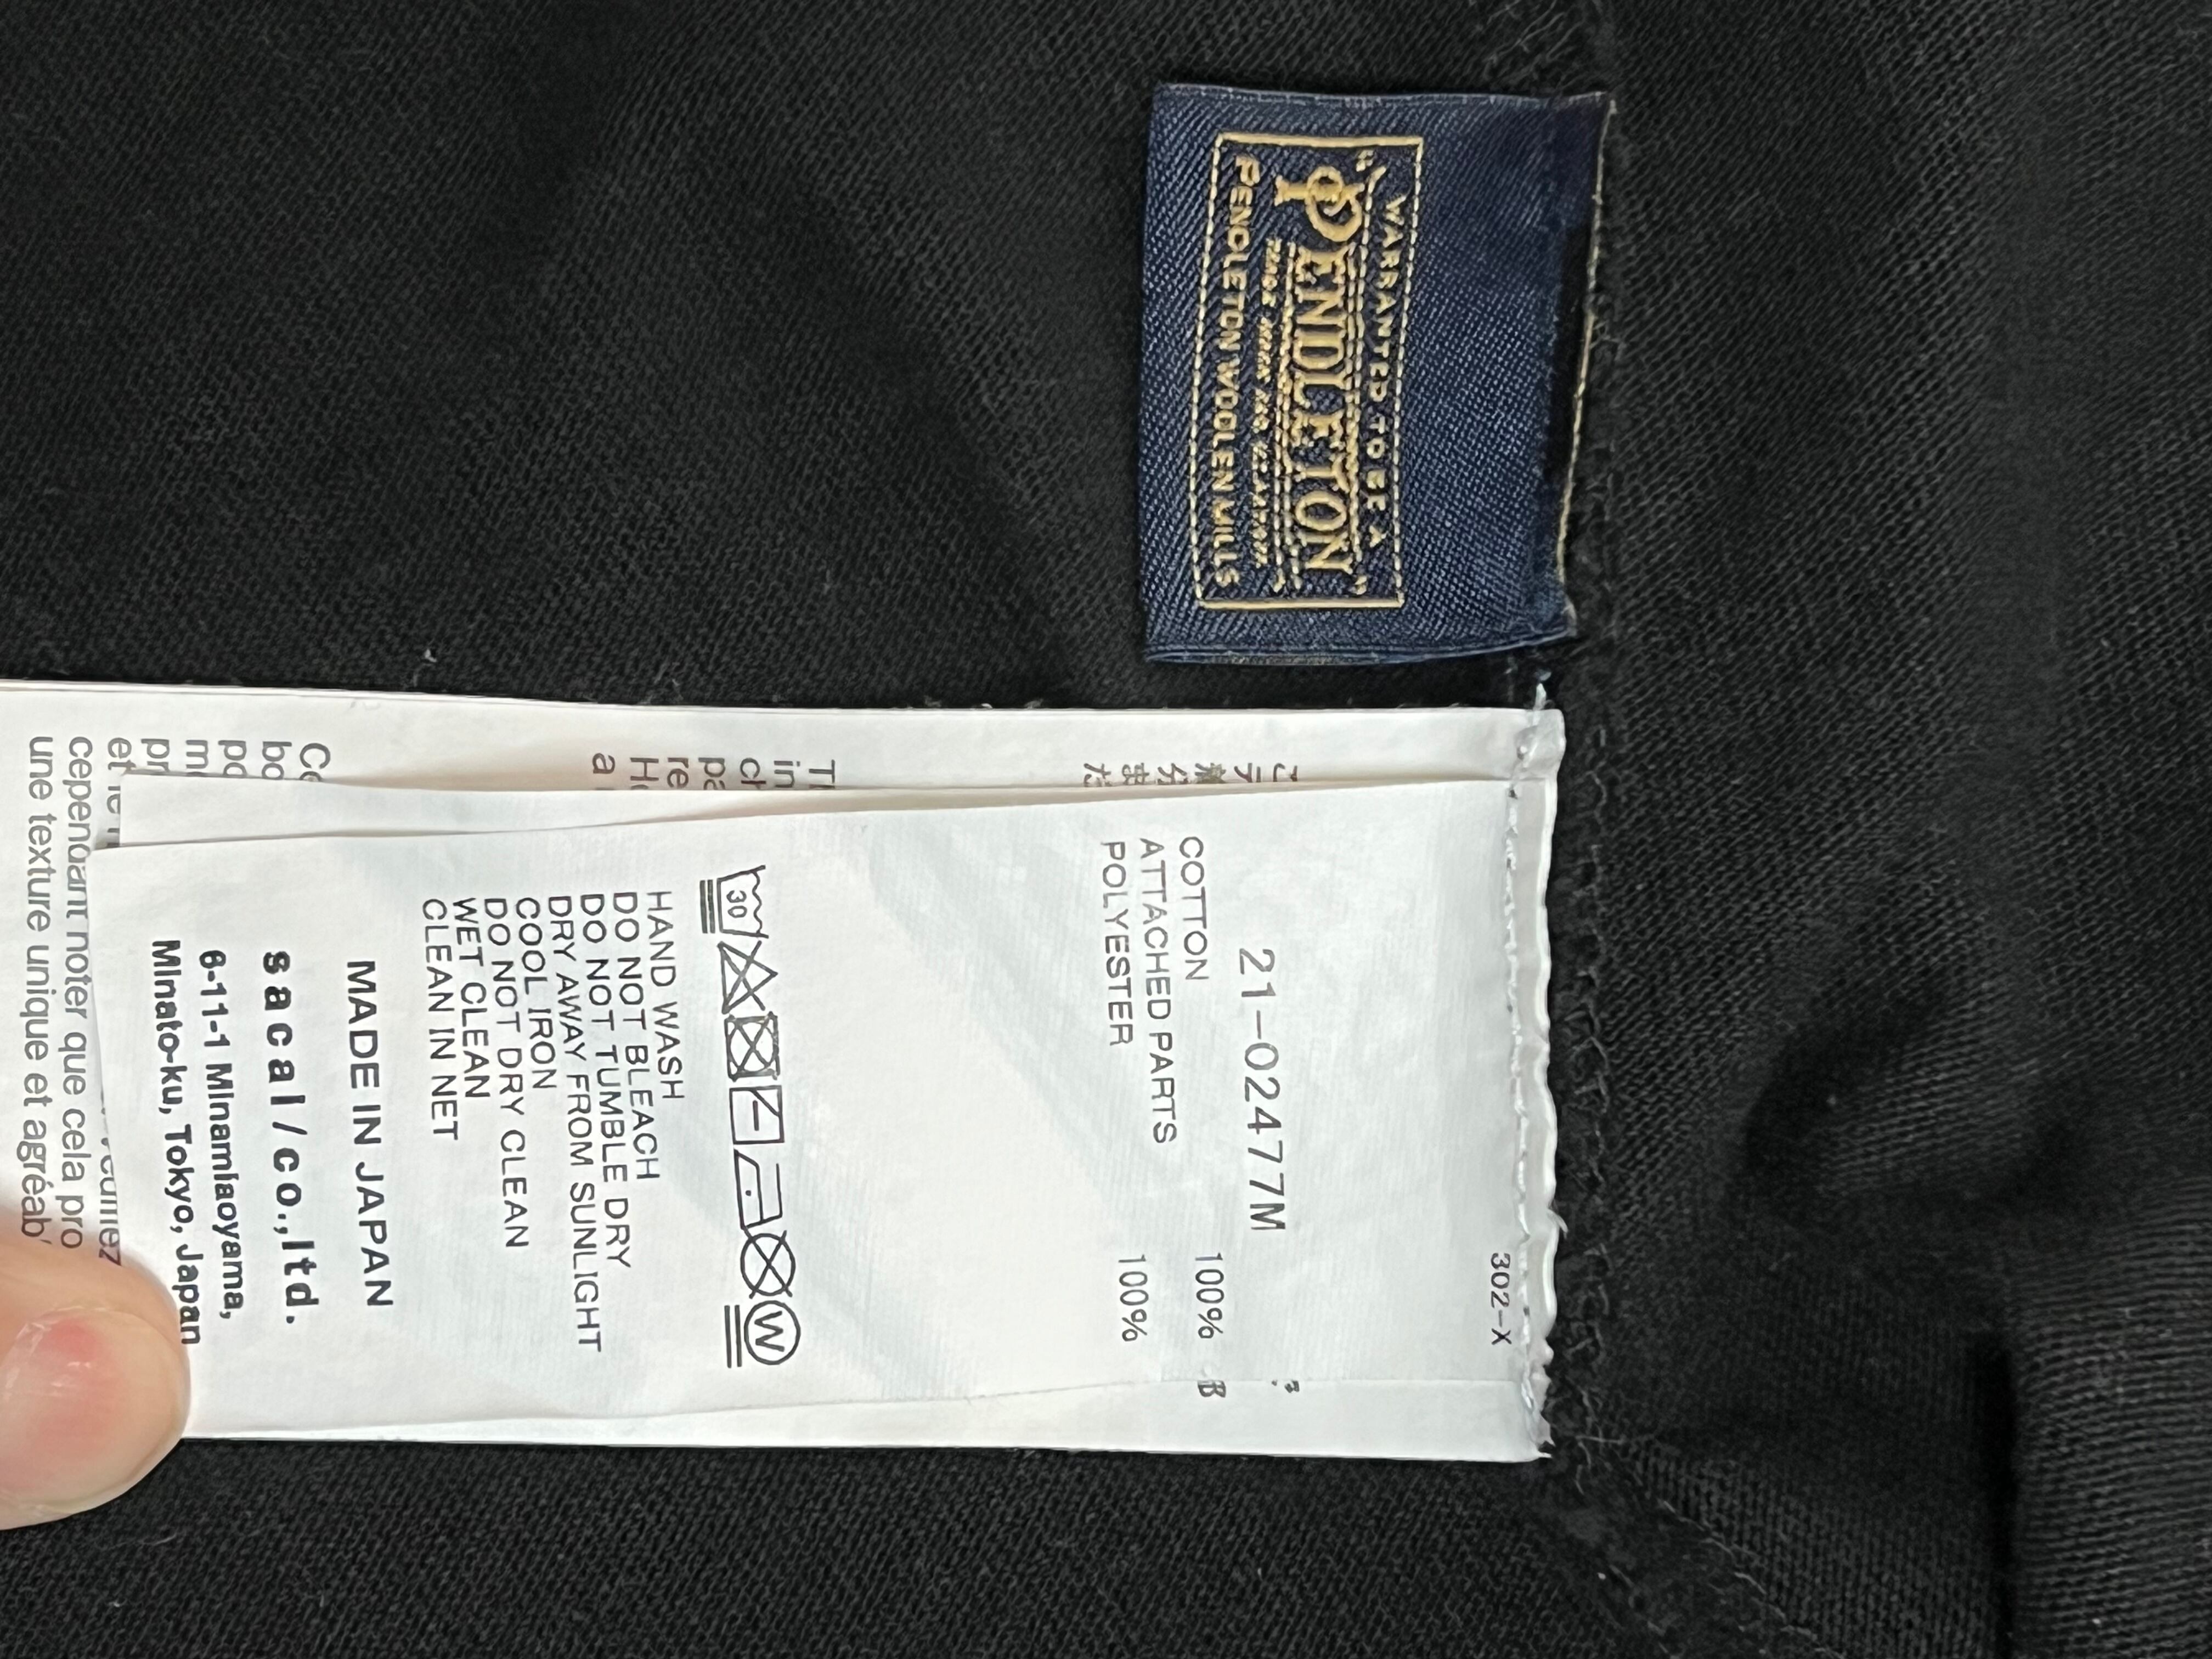 WARRANTED TO BE A
"PENDLETON"
PENDLETON WOOLEN MILLS
302-X
21-02477M
COTTON 100%
ATTACHED PARTS
POLYESTER 100%
30
W
HAND WASH
DO NOT BLEACH
DO NOT TUMBLE DRY
DRY AWAY FROM SUNLIGHT
COOL IRON
DO NOT DRY CLEAN
WET CLEAN
CLEAN IN NET
MADE IN JAPAN
sacai/co.,ltd.
6-11-1 Minamiaoyama,
Minato-ku, Tokyo, Japan
cependant noter que cela
une texture unique et